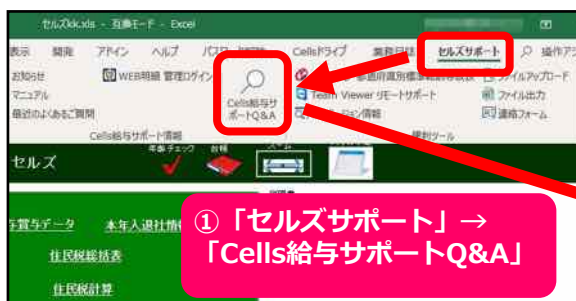 セルズkk.xls - 互換モード - Excel
表示 開発 アドイン ヘルプ Cellsドライブ 業務日誌 セルズサポート 操作アシ
お知らせ WEB明細 管理ログイン ファイルアップロード
マニュアル Team Viewer リモートサポート ファイル出力
最近のよくあるご質問 Cells給与サポートQ&A 情報 連絡フォーム
Cells給与サポート情報 便利ツール
セルズ 年齢チェック 台帳
与賞与データ 本年入退社情
住民税総括表
住民税計算
①「セルズサポート」→
「Cells給与サポートQ&A」